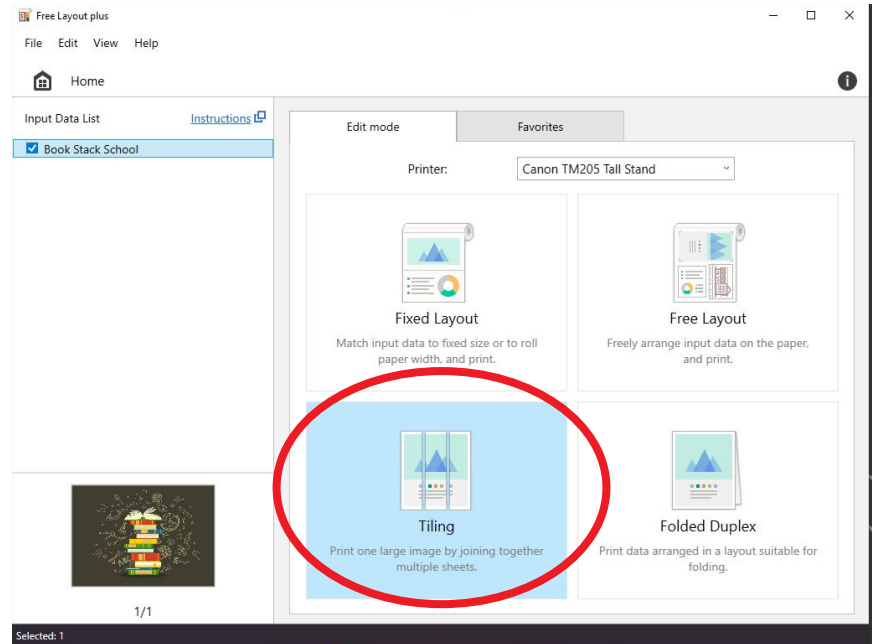 Free Layout plus
File Edit View Help
Home
Input Data List Instructions
Book Stack School
Edit mode Favorites
Printer: Canon TM205 Tall Stand
Fixed Layout
Match input data to fixed size or to roll
paper width, and print.
Free Layout
Freely arrange input data on the paper,
and print.
Tiling
Print one large image by joining together
multiple sheets.
Folded Duplex
Print data arranged in a layout suitable for
folding.
1/1
Selected: 1